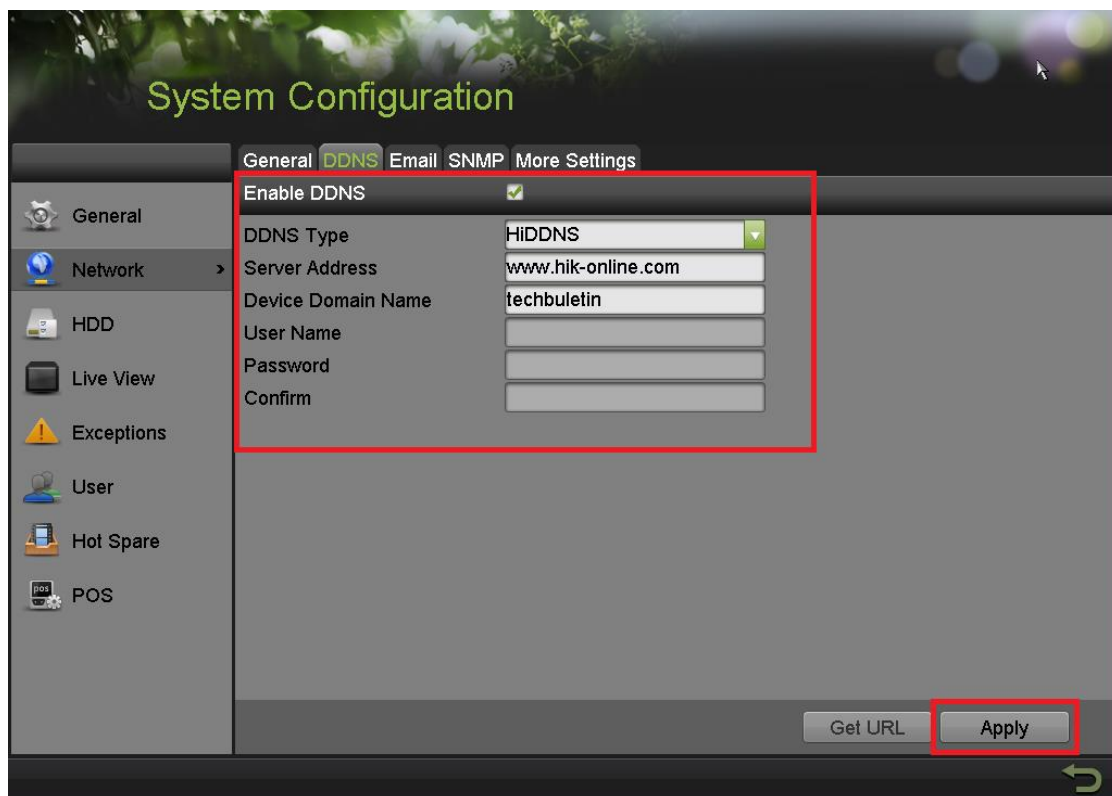 System Configuration
General DDNS Email SNMP More Settings
General
Network >
HDD
Live View
Exceptions
User
Hot Spare
pos POS
Enable DDNS
DDNS Type HiDDNS
Server Address www.hik-online.com
Device Domain Name techbuletin
User Name
Password
Confirm
Get URL Apply